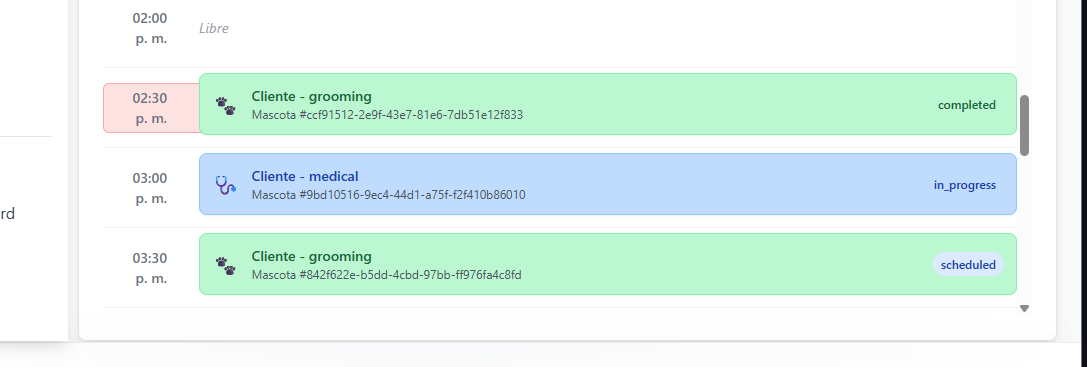 02:00
p. m.
Libre
02:30
p. m.
Cliente - grooming
Mascota #ccf91512-2e9f-43e7-81e6-7db51e12f833
completed
03:00
p. m.
Cliente - medical
Mascota #9bd10516-9ec4-44d1-a75f-f2f410b86010
in_progress
rd
03:30
p. m.
Cliente - grooming
Mascota #842f622e-b5dd-4cbd-97bb-ff976fa4c8fd
scheduled